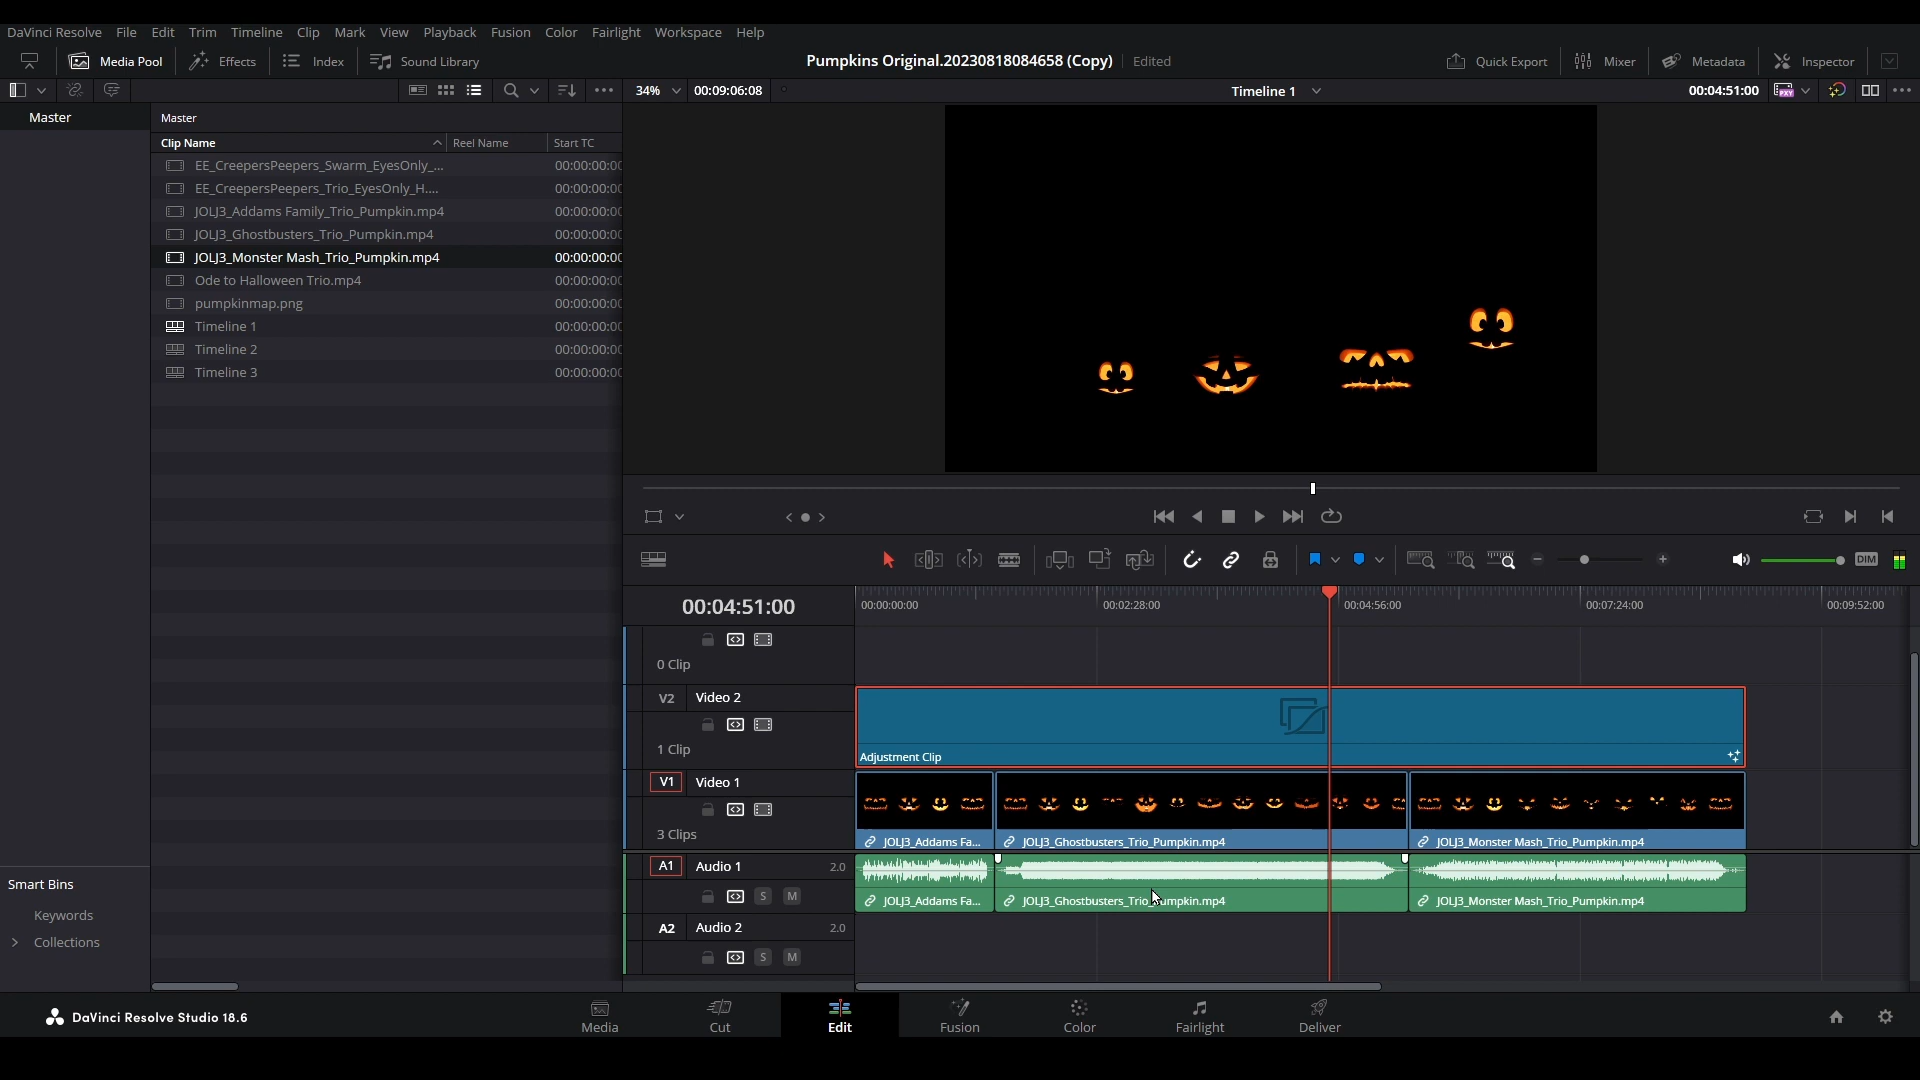 DaVinci Resolve File Edit Trim Timeline Clip Mark View Playback Fusion Color Fairlight Workspace Help
Media Pool Effects Index Sound Library Pumpkins Original.20230818084658 (Copy) Edited Quick Export Mixer Metadata Inspector
34% 00:09:06:08 Timeline 1 00:04:51:00 PXY
Master Master
Clip Name Reel Name Start TC
EE_CreepersPeepers_Swarm_EyesOnly_... 00:00:00:00
EE_CreepersPeepers_Trio_EyesOnly_H.... 00:00:00:00
JOLJ3_Addams Family_Trio_Pumpkin.mp4 00:00:00:00
JOLJ3_Ghostbusters_Trio_Pumpkin.mp4 00:00:00:00
JOLJ3_Monster Mash_Trio_Pumpkin.mp4 00:00:00:00
Ode to Halloween Trio.mp4 00:00:00:00
pumpkinmap.png 00:00:00:00
Timeline 1 00:00:00:00
Timeline 2 00:00:00:00
Timeline 3 00:00:00:00
DIM
00:04:51:00 00:00:00:00 00:02:28:00 00:04:56:00 00:07:24:00 00:09:52:00
0 Clip
V2 Video 2
1 Clip
Adjustment Clip
V1 Video 1
3 Clips
JOLJ3_Addams Fa... JOLJ3_Ghostbusters_Trio_Pumpkin.mp4 JOLJ3_Monster Mash_Trio_Pumpkin.mp4
A1 Audio 1 2.0
S M
JOLJ3_Addams Fa... JOLJ3_Ghostbusters_Trio_Pumpkin.mp4 JOLJ3_Monster Mash_Trio_Pumpkin.mp4
A2 Audio 2 2.0
S M
Smart Bins
Keywords
Collections
DaVinci Resolve Studio 18.6 Media Cut Edit Fusion Color Fairlight Deliver